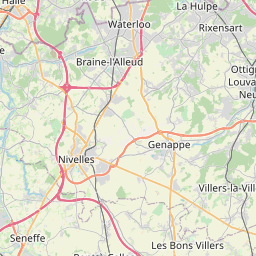 Halle
La Hulpe
Waterloo
Rixensart
Braine-l'Alleud
Ottig
Louva
Neu
Genappe
Nivelles
Villers-la-Vill
Seneffe
Les Bons Villers